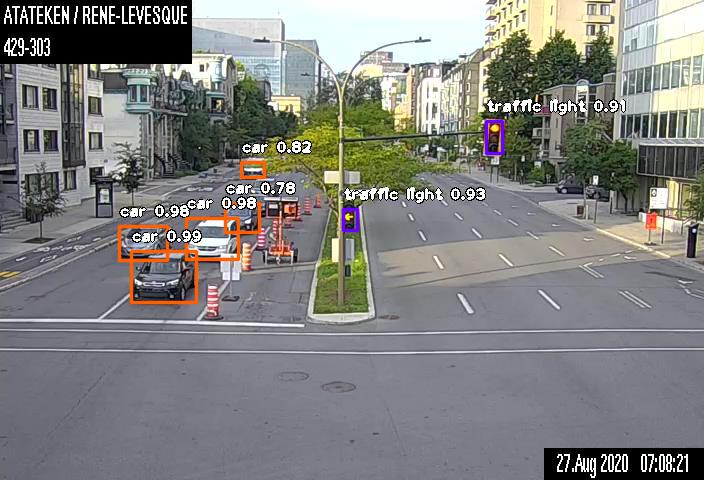 ATATEKEN / RENE-LEVESQUE
429-303
traffic light 0.91
car 0.82
car 0.78
traffic light 0.93
car 0.98
car 0.98
car 0.99
27.Aug 2020 07:08:21